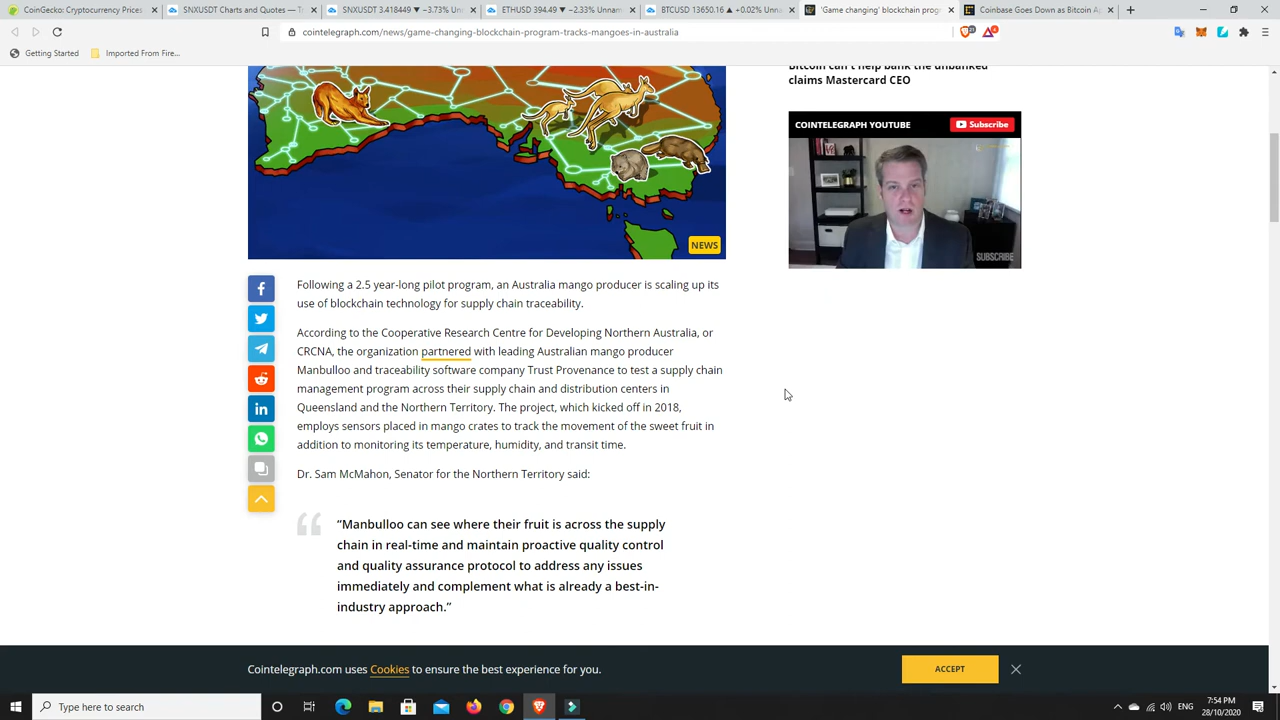 CoinGecko: Cryptocurrency Prices
SNXUSDT Charts and Quotes — T
SNXUSDT 3.418449 ▼ −3.73% Unn
ETHUSD 394.49 ▼ −2.33% Unnam
BTCUSD 13650.16 ▲ +0.02% Unna
'Game changing' blockchain prog
Coinbase Goes Down as Bitcoin A
cointelegraph.com/news/game-changing-blockchain-program-tracks-mangoes-in-australia
Getting Started
Imported From Fire...
Bitcoin can't help bank the unbanked
claims Mastercard CEO
COINTELEGRAPH YOUTUBE
Subscribe
SUBSCRIBE
NEWS
Following a 2.5 year-long pilot program, an Australia mango producer is scaling up its
use of blockchain technology for supply chain traceability.
According to the Cooperative Research Centre for Developing Northern Australia, or
CRCNA, the organization partnered with leading Australian mango producer
Manbulloo and traceability software company Trust Provenance to test a supply chain
management program across their supply chain and distribution centers in
Queensland and the Northern Territory. The project, which kicked off in 2018,
employs sensors placed in mango crates to track the movement of the sweet fruit in
addition to monitoring its temperature, humidity, and transit time.
Dr. Sam McMahon, Senator for the Northern Territory said:
“Manbulloo can see where their fruit is across the supply
chain in real-time and maintain proactive quality control
and quality assurance protocol to address any issues
immediately and complement what is already a best-in-
industry approach.”
Cointelegraph.com uses Cookies to ensure the best experience for you.
ACCEPT
Type here to search
ENG
7:54 PM
28/10/2020